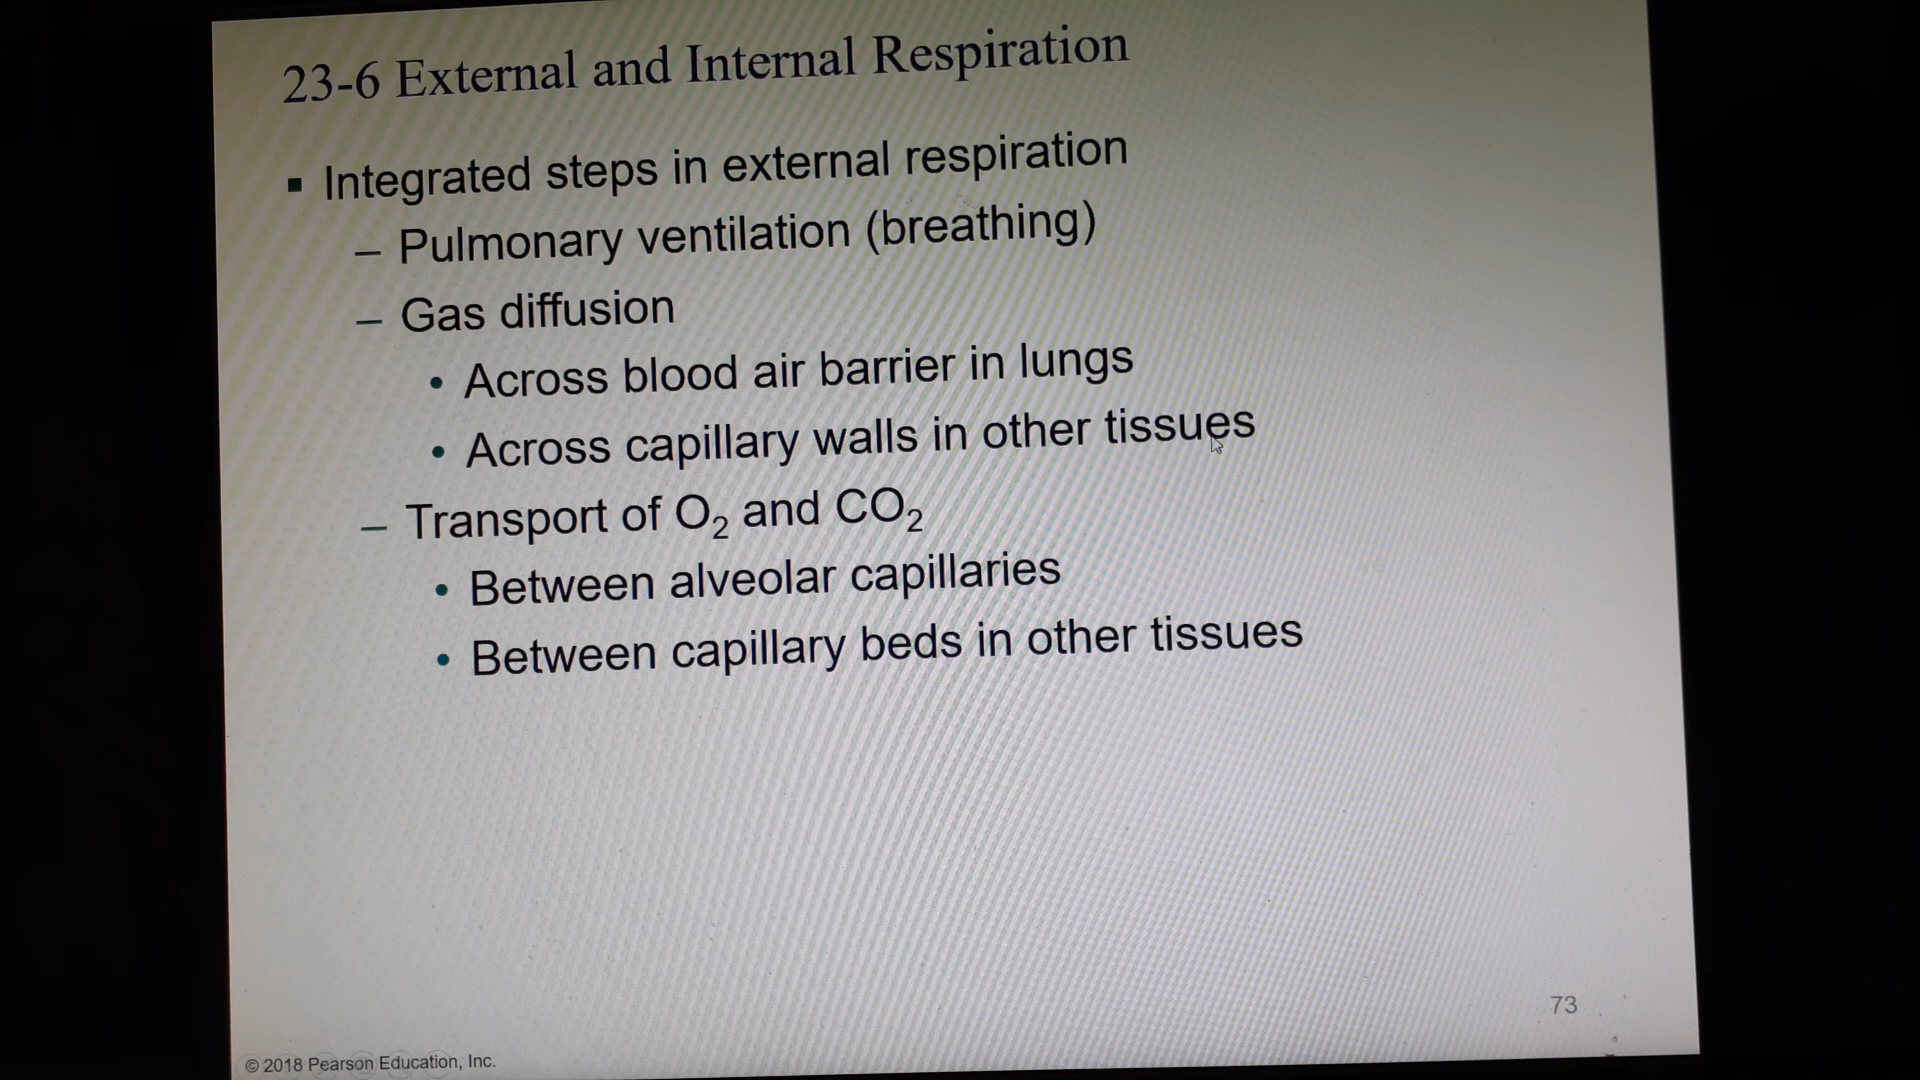 23-6 External and Internal Respiration
▪ Integrated steps in external respiration
– Pulmonary ventilation (breathing)
– Gas diffusion
• Across blood air barrier in lungs
• Across capillary walls in other tissues
– Transport of O₂ and CO₂
• Between alveolar capillaries
• Between capillary beds in other tissues
73
© 2018 Pearson Education, Inc.